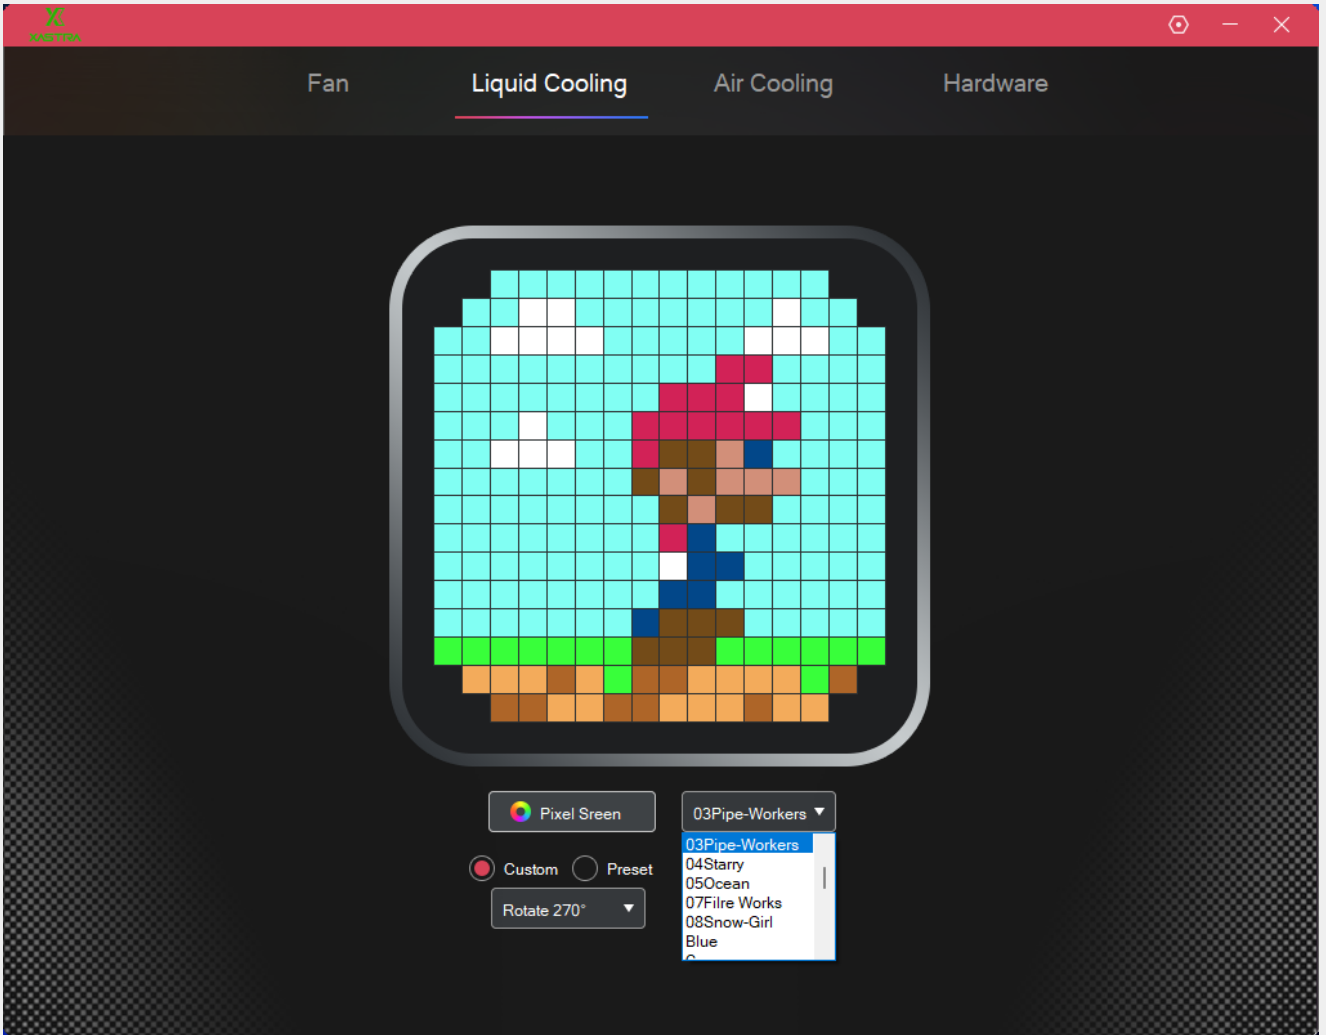 Fan Liquid Cooling Air Cooling Hardware
Pixel Sreen 03Pipe-Workers
03Pipe-Workers
04Starry
05Ocean
07Filre Works
08Snow-Girl
Blue
Custom Preset
Rotate 270°